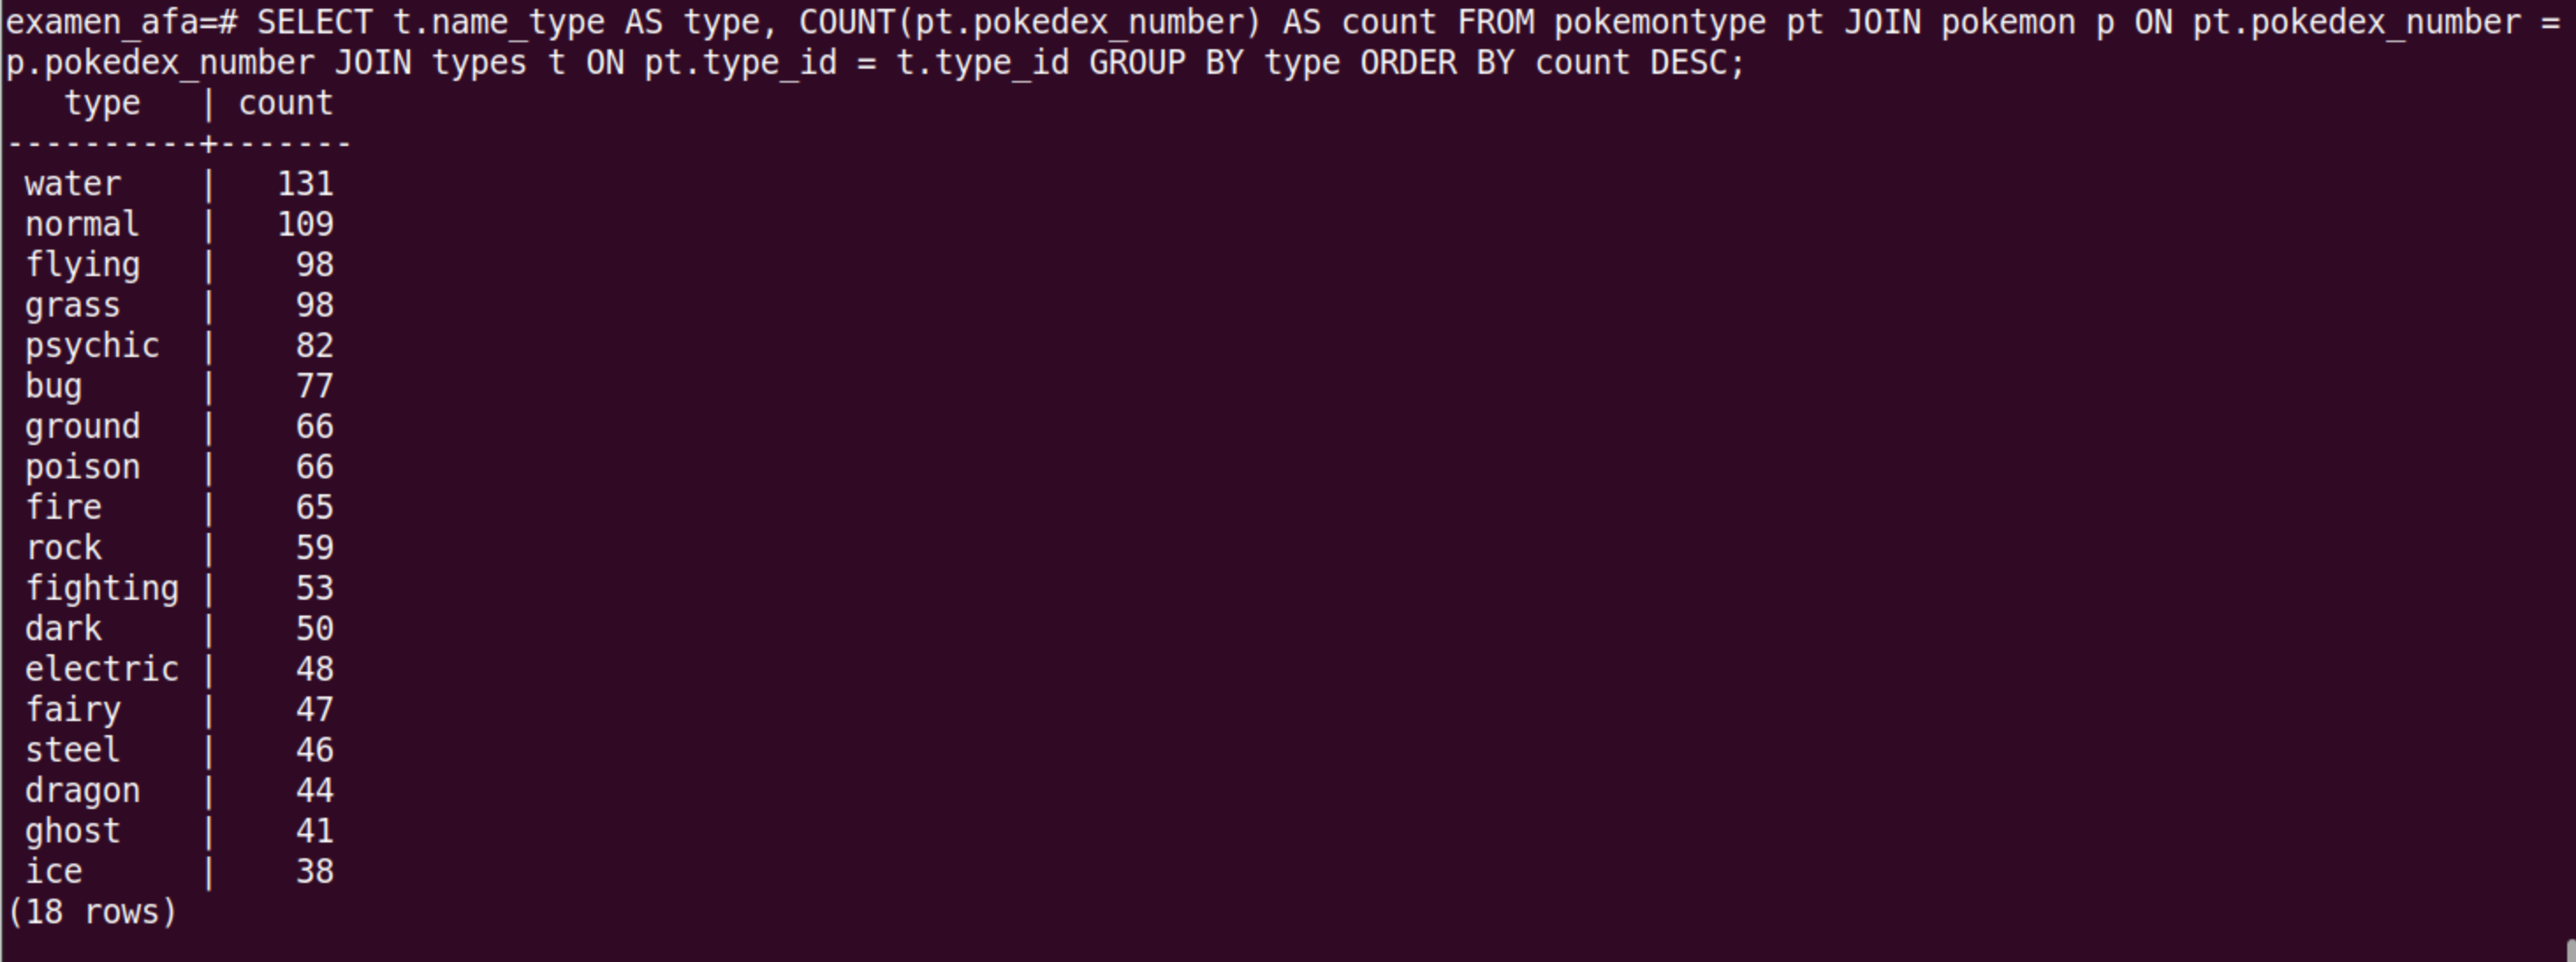 examen_afa=# SELECT t.name_type AS type, COUNT(pt.pokedex_number) AS count FROM pokemontype pt JOIN pokemon p ON pt.pokedex_number =
p.pokedex_number JOIN types t ON pt.type_id = t.type_id GROUP BY type ORDER BY count DESC;
   type   | count
----------+-------
 water    |   131
 normal   |   109
 flying   |    98
 grass    |    98
 psychic  |    82
 bug      |    77
 ground   |    66
 poison   |    66
 fire     |    65
 rock     |    59
 fighting |    53
 dark     |    50
 electric |    48
 fairy    |    47
 steel    |    46
 dragon   |    44
 ghost    |    41
 ice      |    38
(18 rows)